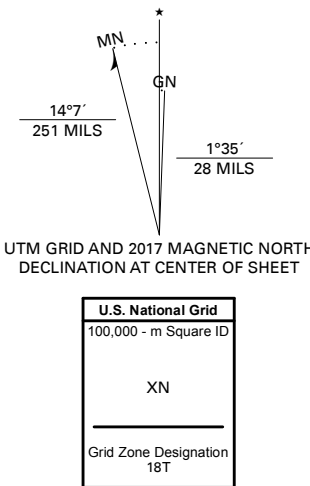 ★
MN
GN
14°7´
251 MILS
1°35´
28 MILS
UTM GRID AND 2017 MAGNETIC NORTH
DECLINATION AT CENTER OF SHEET
U.S. National Grid
100,000 - m Square ID
XN
Grid Zone Designation
18T